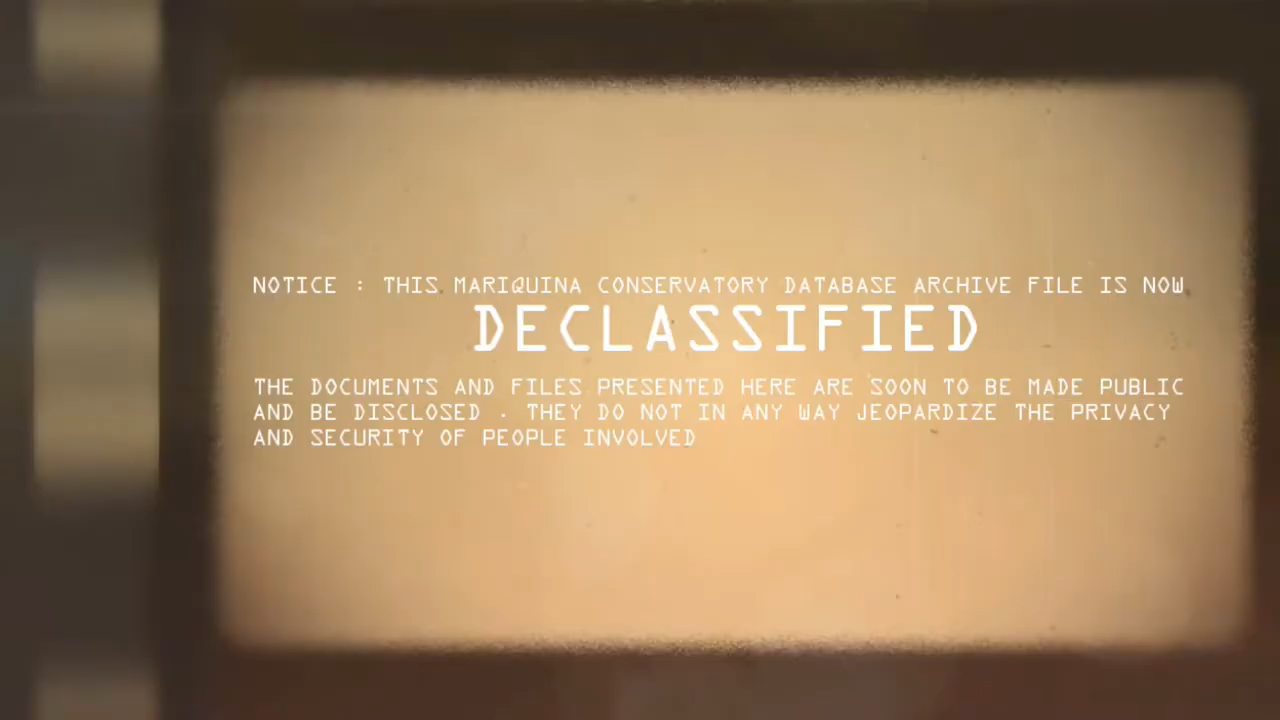 NOTICE : THIS MARIQUINA CONSERVATORY DATABASE ARCHIVE FILE IS NOW
DECLASSIFIED
THE DOCUMENTS AND FILES PRESENTED HERE ARE SOON TO BE MADE PUBLIC
AND BE DISCLOSED . THEY DO NOT IN ANY WAY JEOPARDIZE THE PRIVACY
AND SECURITY OF PEOPLE INVOLVED